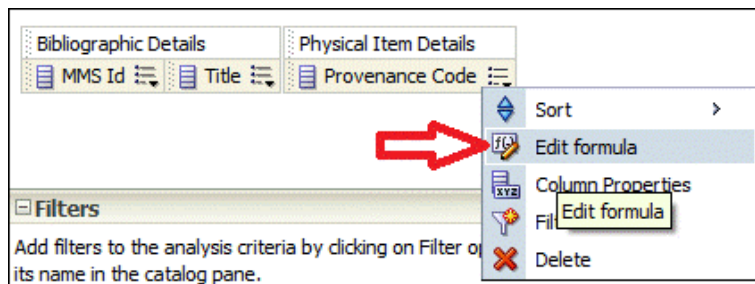 Bibliographic Details
Physical Item Details
MMS Id
Title
Provenance Code
Sort
Edit formula
Column Properties
Edit formula
Delete
Filters
Add filters to the analysis criteria by clicking on Filter
its name in the catalog pane.